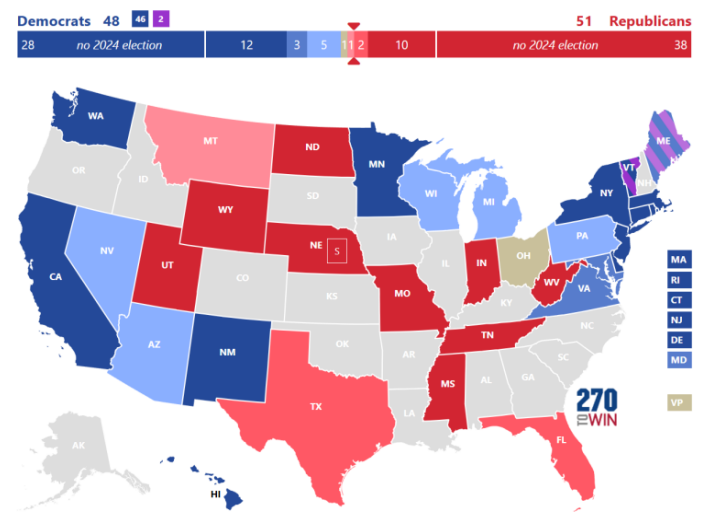 Democrats 48 46 2 51 Republicans
28 no 2024 election 12 3 5 1 1 2 10 no 2024 election 38
WA
MT
ND
MN
OR
ID
SD
WY
WI
MI
VT
ME
NH
NY
NV
UT
NE S
IA
IL
IN
OH
PA
WV
VA
CA
CO
KS
MO
KY
NC
TN
AZ
NM
OK
AR
SC
TX
LA
MS
AL
GA
FL
AK
HI
MA
RI
CT
NJ
DE
MD
VP
270
TO WIN